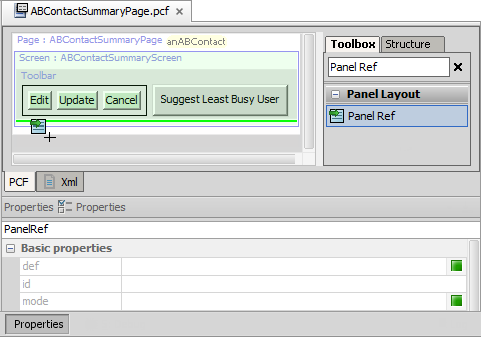 ABContactSummaryPage.pcf
Page : ABContactSummaryPage anABContact
Screen : ABContactSummaryScreen
Toolbar
Edit Update Cancel Suggest Least Busy User
Toolbox Structure
Panel Ref
Panel Layout
Panel Ref
PCF Xml
Properties Properties
PanelRef
Basic properties
def
id
mode
Properties